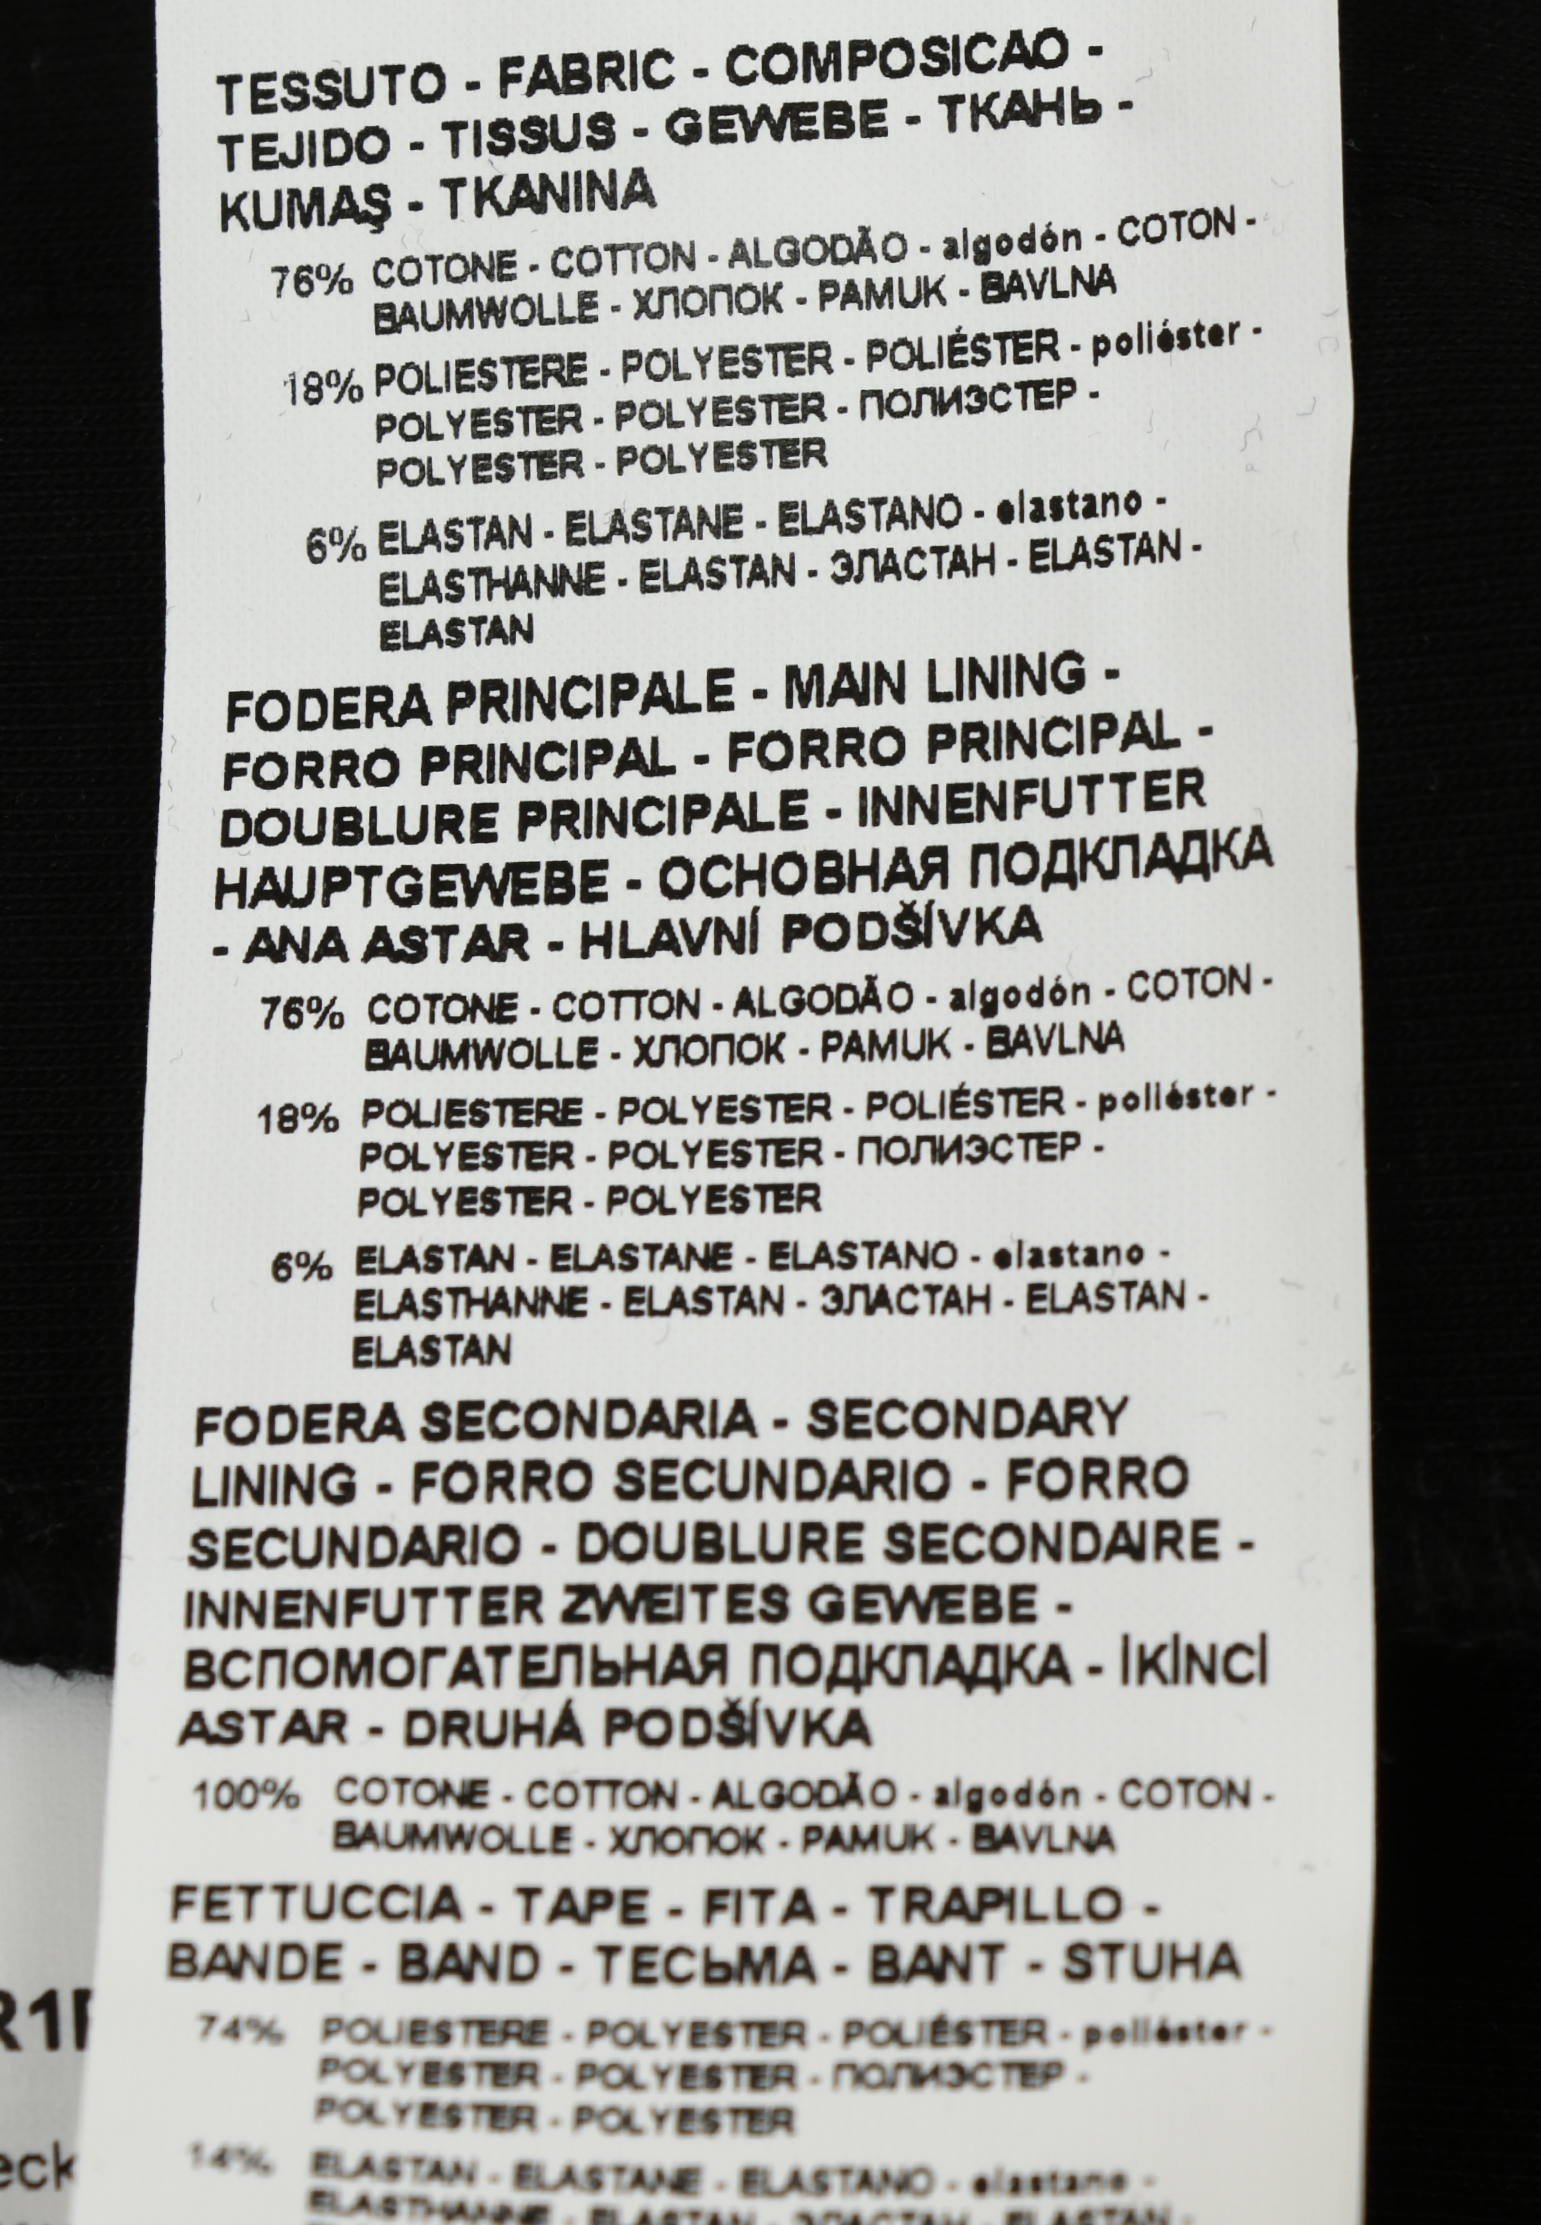 TESSUTO - FABRIC - COMPOSICAO -
TEJIDO - TISSUS - GEWEBE - ТКАНЬ -
KUMAŞ - TKANINA
76% COTONE - COTTON - ALGODÃO - algodón - COTON -
BAUMWOLLE - ХЛОПОК - PAMUK - BAVLNA
18% POLIESTERE - POLYESTER - POLIÉSTER - poliéster -
POLYESTER - POLYESTER - ПОЛИЭСТЕР -
POLYESTER - POLYESTER
6% ELASTAN - ELASTANE - ELASTANO - elastano -
ELASTHANNE - ELASTAN - ЭЛАСТАН - ELASTAN -
ELASTAN
FODERA PRINCIPALE - MAIN LINING -
FORRO PRINCIPAL - FORRO PRINCIPAL -
DOUBLURE PRINCIPALE - INNENFUTTER
HAUPTGEWEBE - ОСНОВНАЯ ПОДКЛАДКА
- ANA ASTAR - HLAVNÍ PODŠÍVKA
76% COTONE - COTTON - ALGODÃO - algodón - COTON -
BAUMWOLLE - ХЛОПОК - PAMUK - BAVLNA
18% POLIESTERE - POLYESTER - POLIÉSTER - poliéster -
POLYESTER - POLYESTER - ПОЛИЭСТЕР -
POLYESTER - POLYESTER
6% ELASTAN - ELASTANE - ELASTANO - elastano -
ELASTHANNE - ELASTAN - ЭЛАСТАН - ELASTAN -
ELASTAN
FODERA SECONDARIA - SECONDARY
LINING - FORRO SECUNDARIO - FORRO
SECUNDARIO - DOUBLURE SECONDAIRE -
INNENFUTTER ZWEITES GEWEBE -
ВСПОМОГАТЕЛЬНАЯ ПОДКЛАДКА - İKİNCİ
ASTAR - DRUHÁ PODŠÍVKA
100% COTONE - COTTON - ALGODÃO - algodón - COTON -
BAUMWOLLE - ХЛОПОК - PAMUK - BAVLNA
FETTUCCIA - TAPE - FITA - TRAPILLO -
BANDE - BAND - ТЕСЬМА - BANT - STUHA
74% POLIESTERE - POLYESTER - POLIÉSTER - poliéster -
POLYESTER - POLYESTER - ПОЛИЭСТЕР -
POLYESTER - POLYESTER
14% ELASTAN - ELASTANE - ELASTANO - elastano -
ELASTHANNE - ELASTAN - ЭЛАСТАН - ELASTAN -